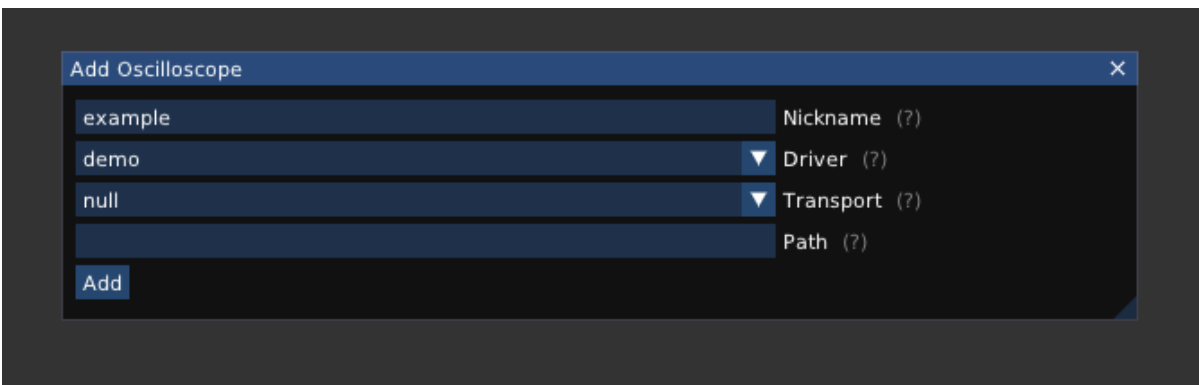 Add Oscilloscope ✕
example Nickname (?)
demo ▼ Driver (?)
null ▼ Transport (?)
Path (?)
Add